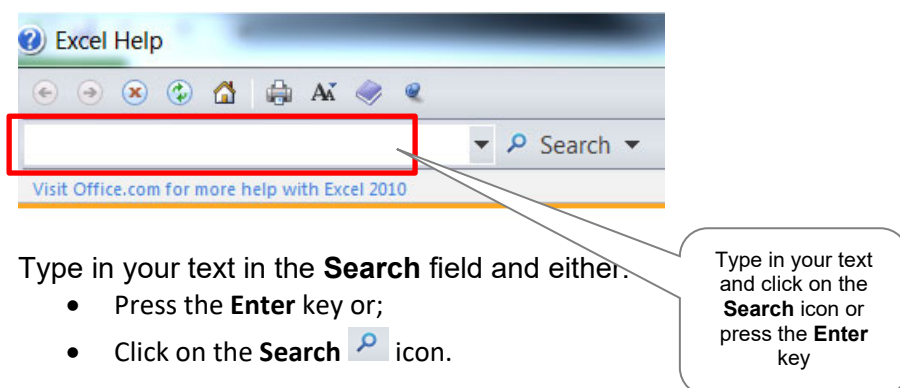 Excel Help
Search
Visit Office.com for more help with Excel 2010
Type in your text in the Search field and either:
• Press the Enter key or;
• Click on the Search icon.
Type in your text
and click on the
Search icon or
press the Enter
key